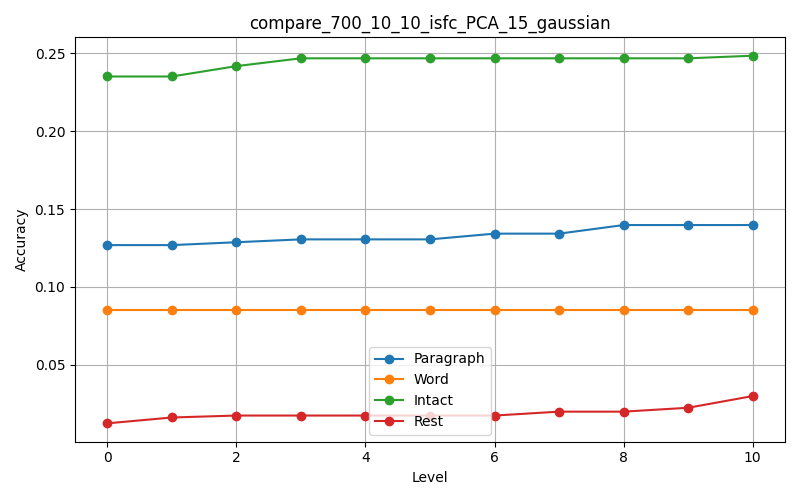 compare_700_10_10_isfc_PCA_15_gaussian
Accuracy
0.25
0.20
0.15
0.10
0.05
Paragraph
Word
Intact
Rest
0 2 4 6 8 10
Level